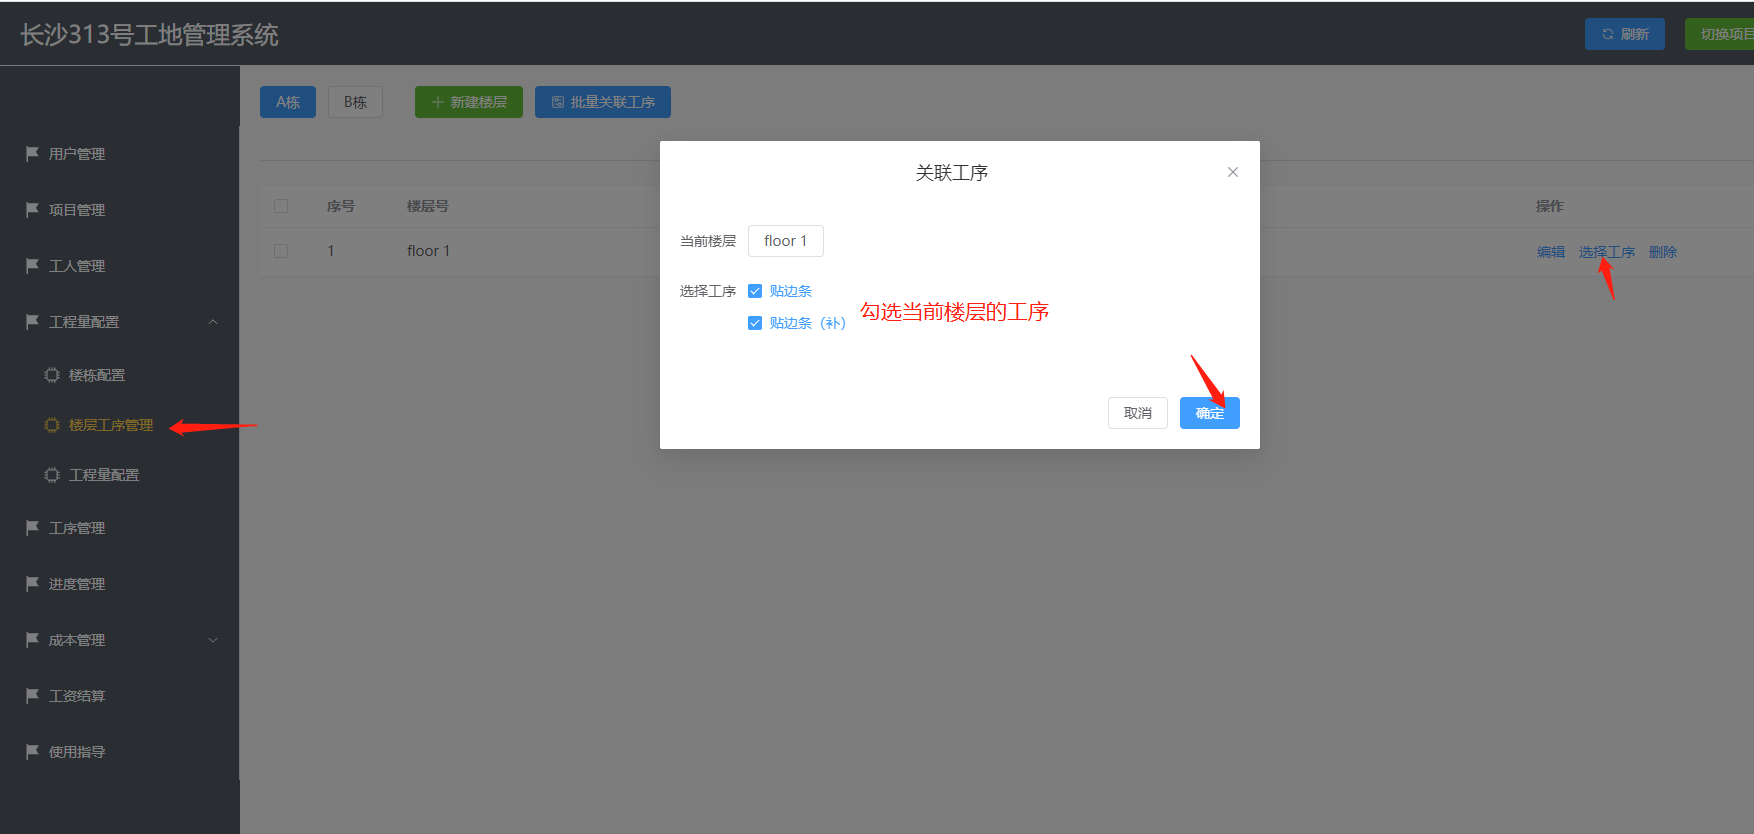 长沙313号工地管理系统
刷新
切换项目
A栋
B栋
新建楼层
批量关联工序
用户管理
项目管理
工人管理
工程量配置
楼栋配置
楼层工序管理
工程量配置
工序管理
进度管理
成本管理
工资结算
使用指导
序号
楼层号
操作
1
floor 1
编辑
选择工序
删除
关联工序
当前楼层
floor 1
选择工序
贴边条
贴边条（补）
勾选当前楼层的工序
取消
确定